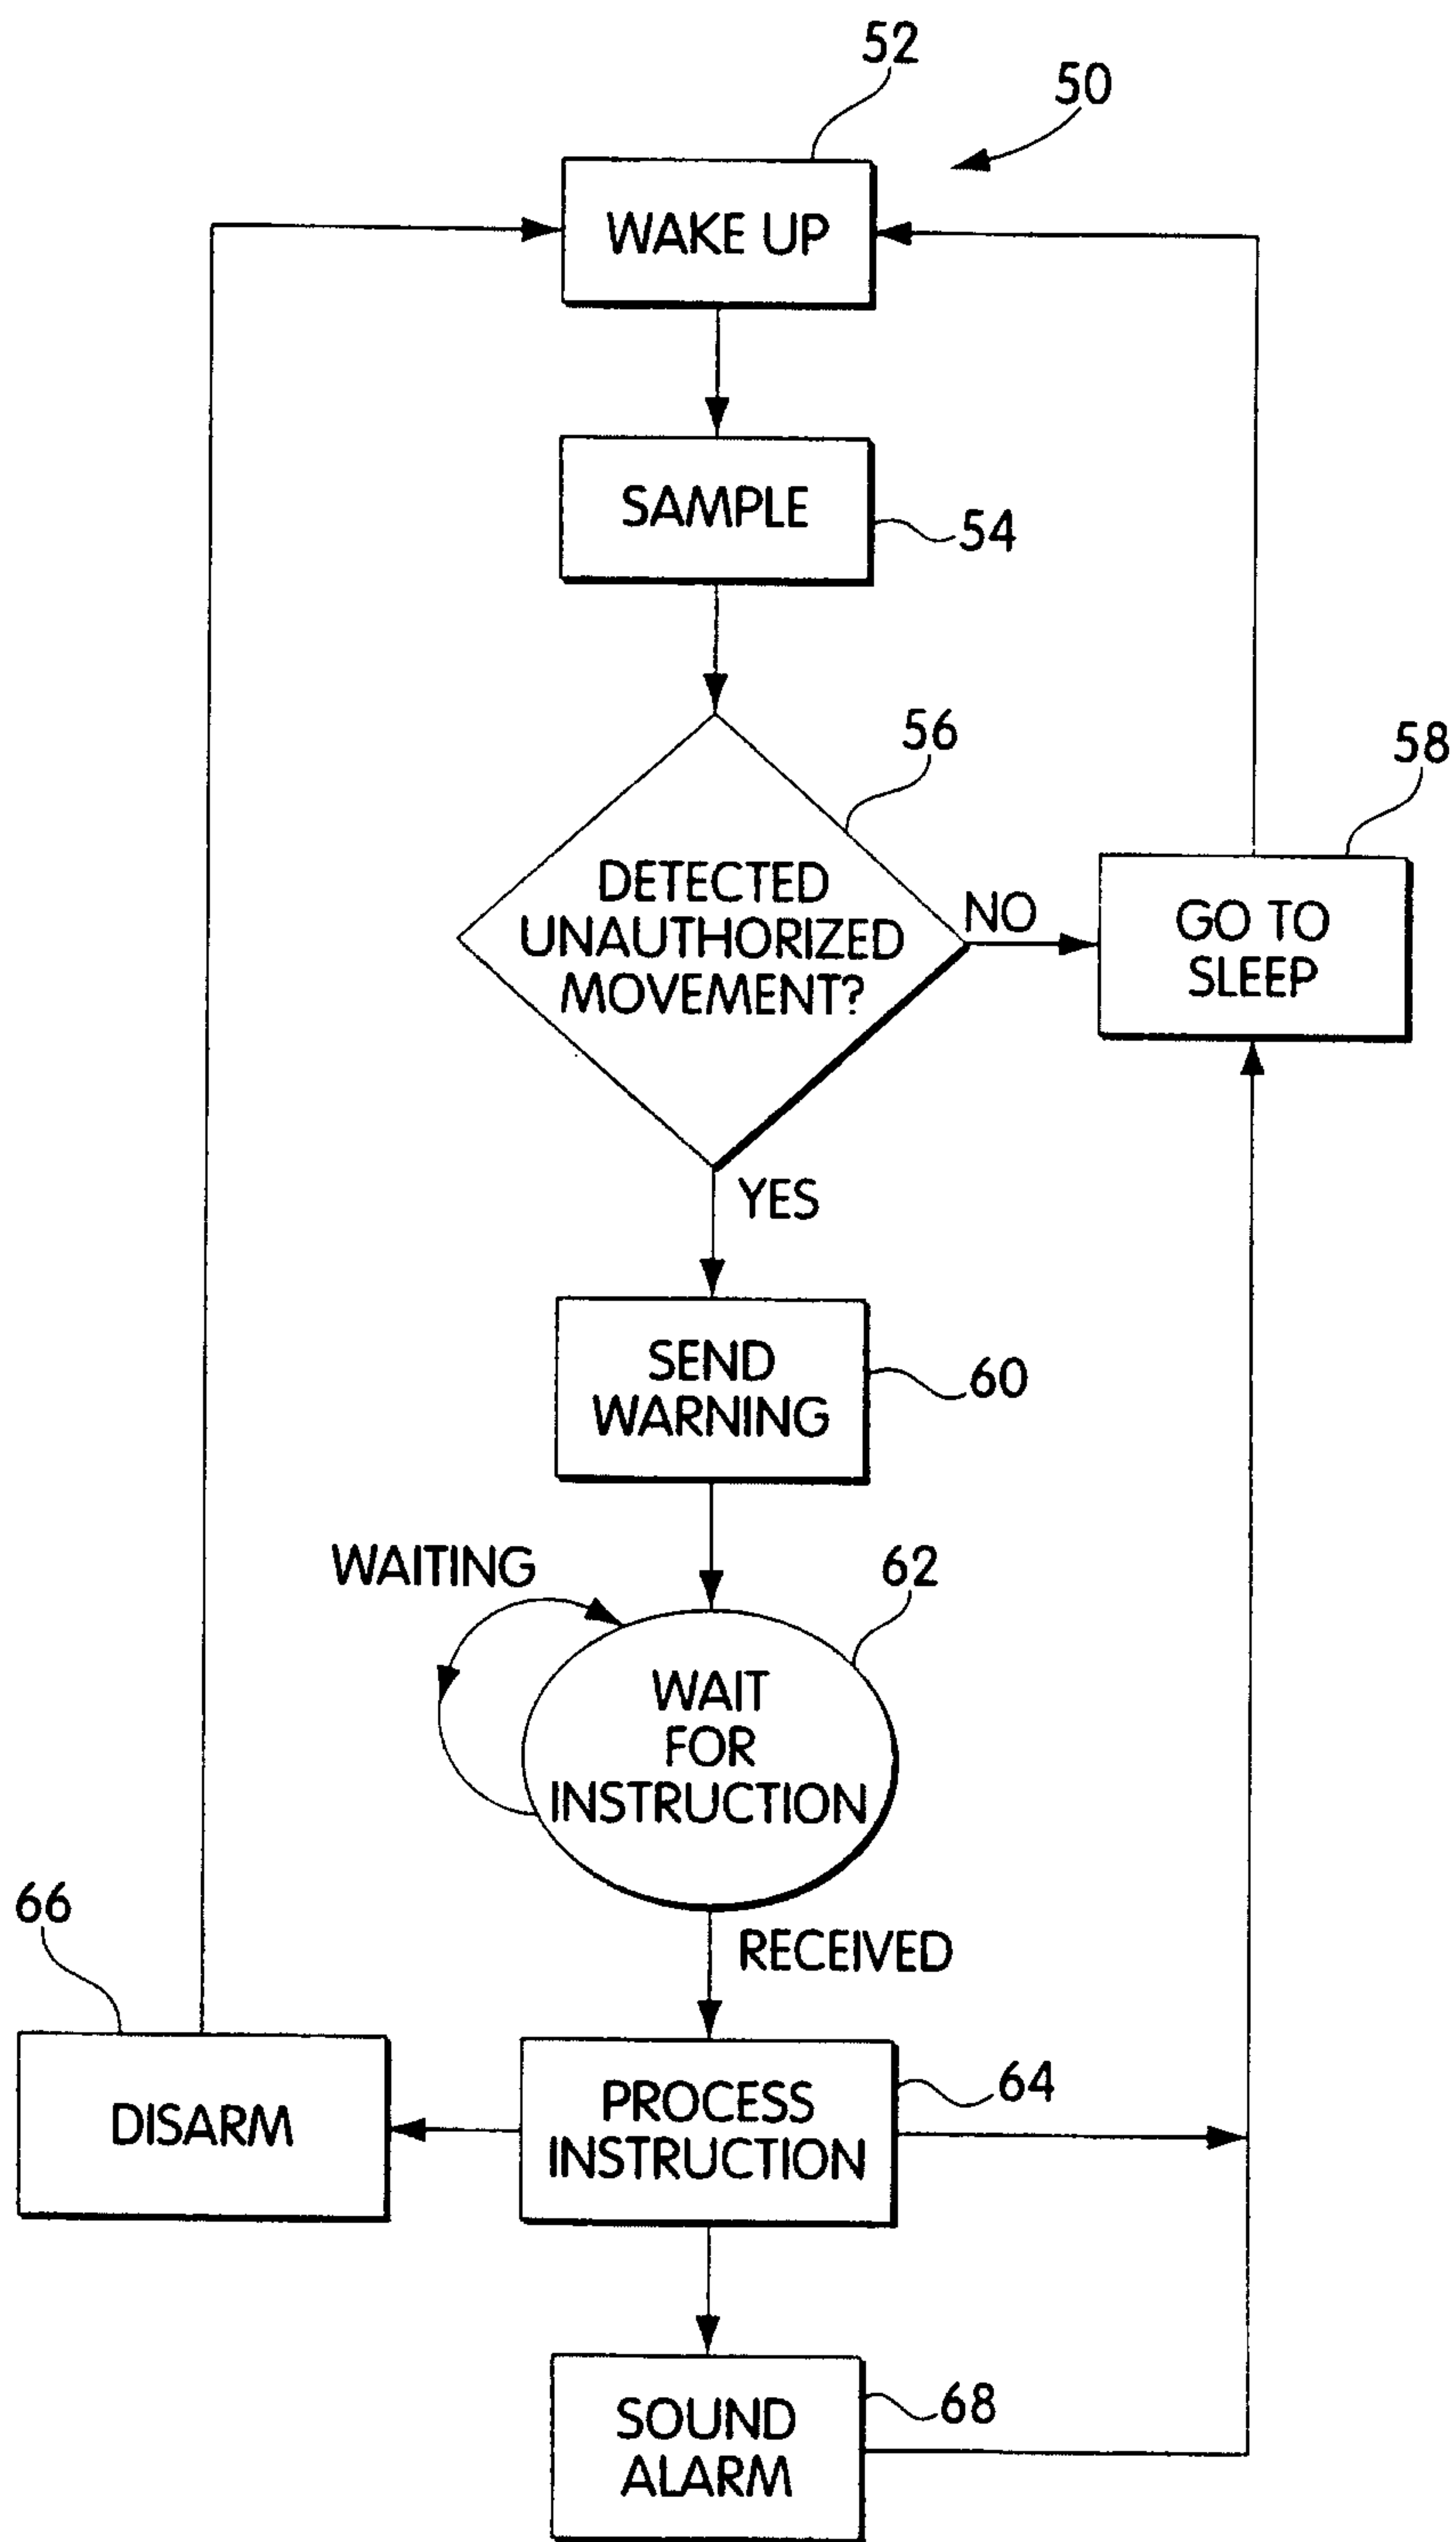 52
50
WAKE UP
SAMPLE
54
56
58
DETECTED
UNAUTHORIZED
MOVEMENT?
NO
GO TO
SLEEP
YES
SEND
WARNING
60
WAITING
62
WAIT
FOR
INSTRUCTION
66
RECEIVED
DISARM
PROCESS
INSTRUCTION
64
SOUND
ALARM
68